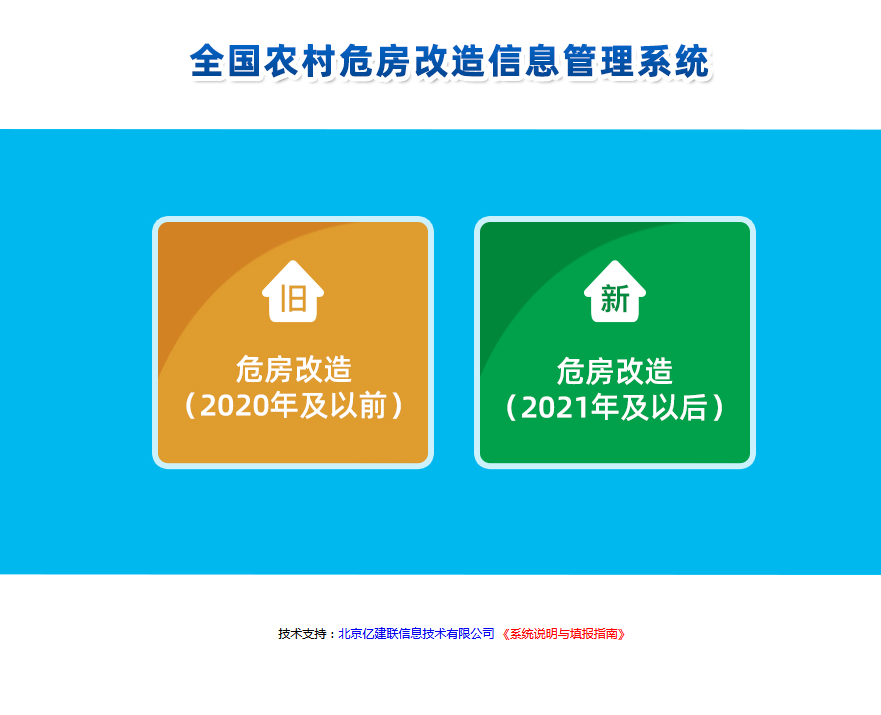 全国农村危房改造信息管理系统
旧
危房改造
（2020年及以前）
新
危房改造
（2021年及以后）
技术支持：北京亿建联信息技术有限公司 《系统说明与填报指南》